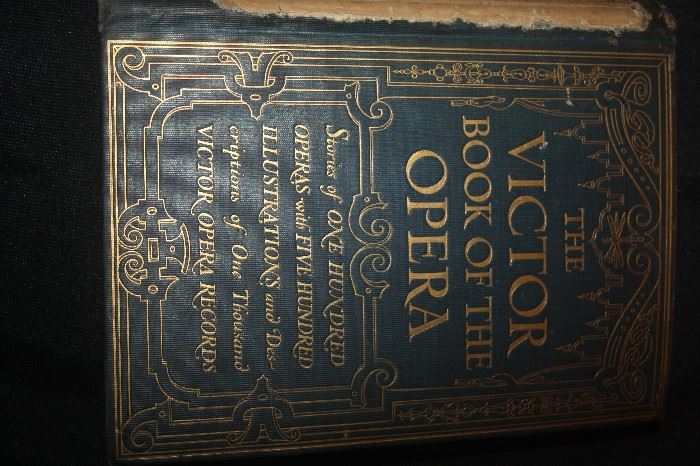 THE
VICTOR
BOOK OF THE
OPERA
Stories of ONE HUNDRED
OPERAS with FIVE HUNDRED
ILLUSTRATIONS and Des-
criptions of One Thousand
VICTOR OPERA RECORDS